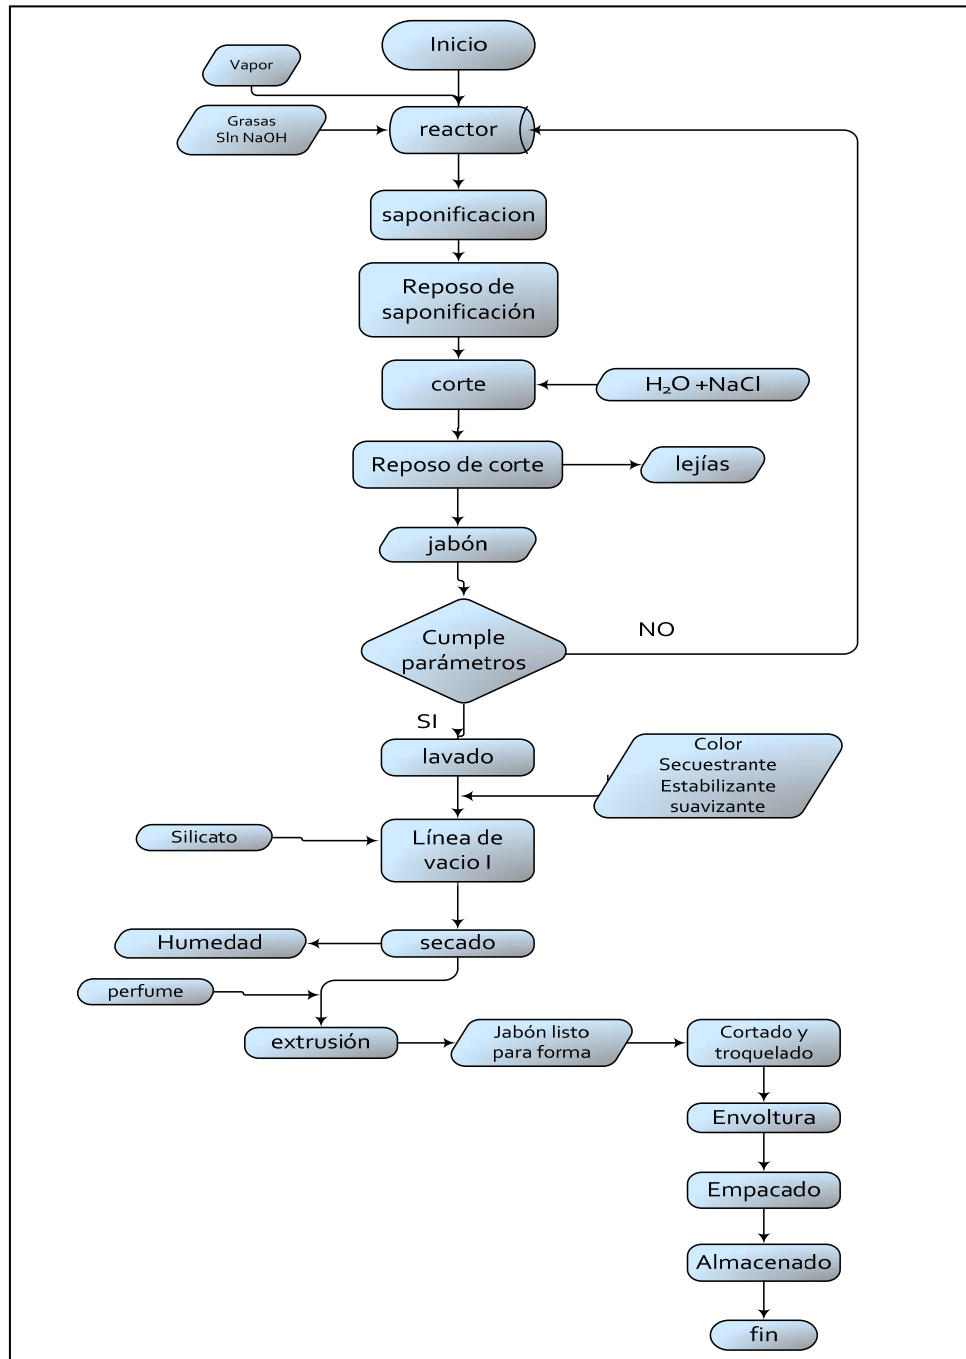 Inicio
Vapor
Grasas
Sln NaOH
reactor
saponificacion
Reposo de
saponificación
corte
H₂O +NaCl
Reposo de corte
lejías
jabón
Cumple
parámetros
NO
SI
lavado
Color
Secuestrante
Estabilizante
suavizante
Silicato
Línea de
vacio I
Humedad
secado
perfume
extrusión
Jabón listo
para forma
Cortado y
troquelado
Envoltura
Empacado
Almacenado
fin